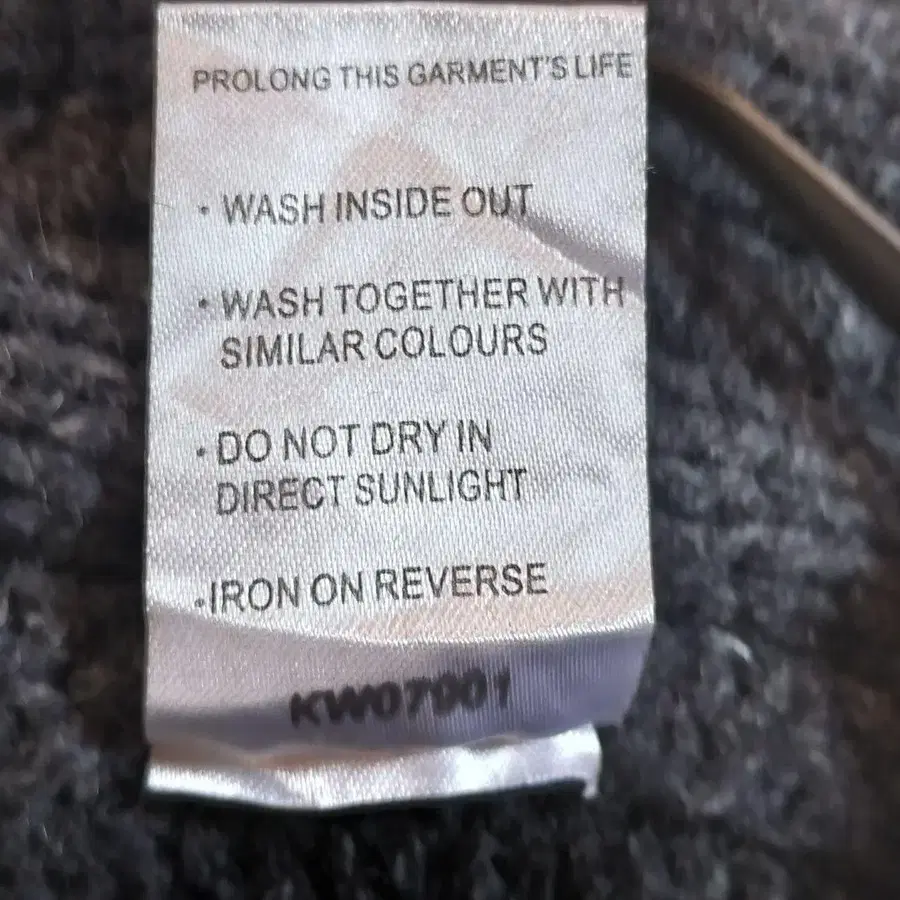 PROLONG THIS GARMENT'S LIFE
· WASH INSIDE OUT
· WASH TOGETHER WITH
SIMILAR COLOURS
· DO NOT DRY IN
DIRECT SUNLIGHT
· IRON ON REVERSE
KW07001